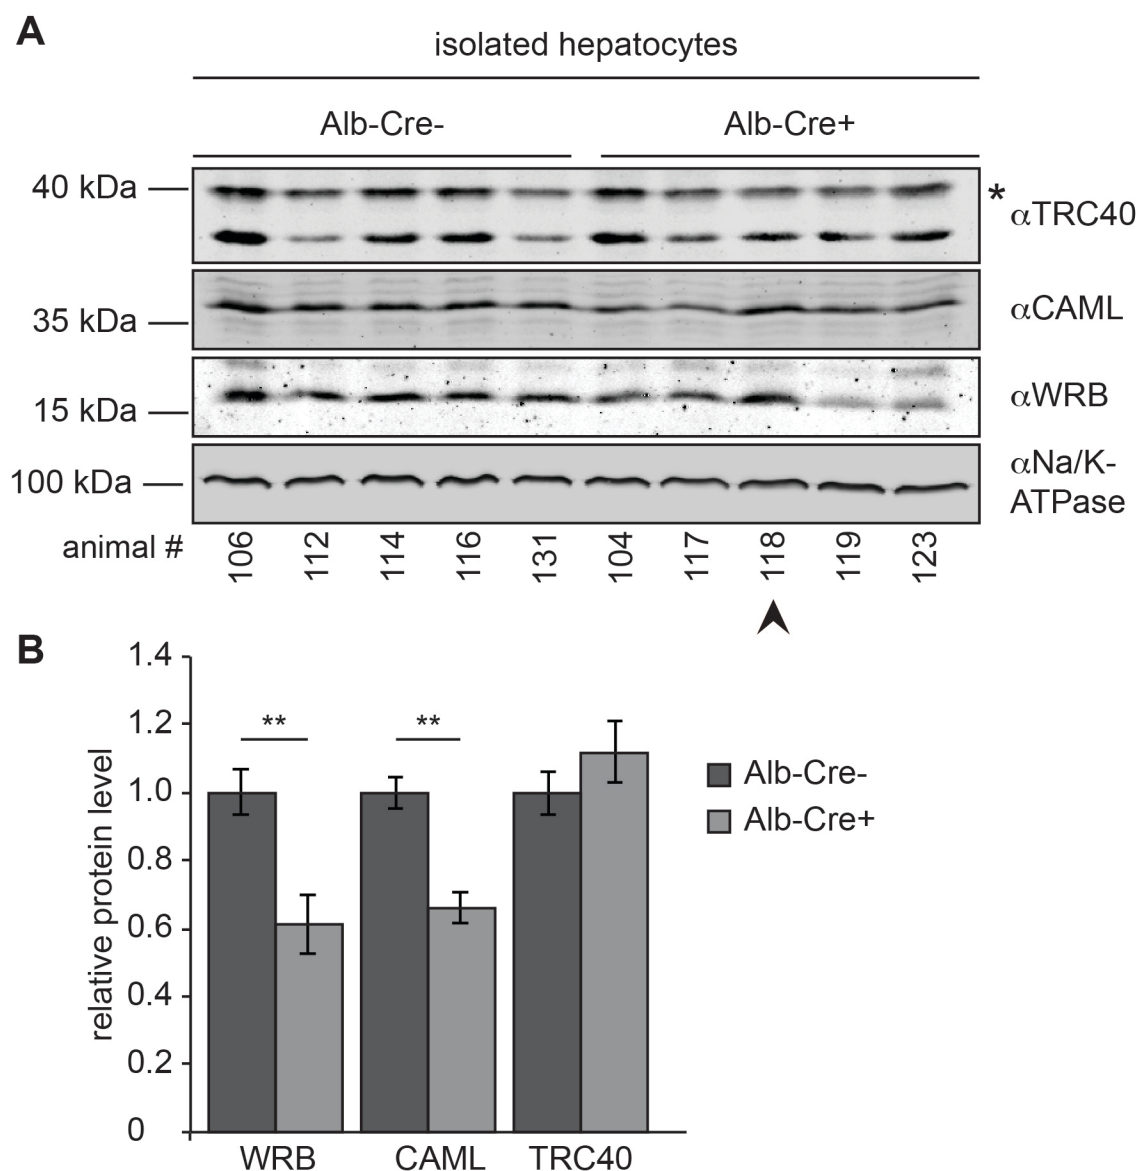 A
isolated hepatocytes
Alb-Cre- Alb-Cre+
40 kDa * αTRC40
35 kDa αCAML
15 kDa αWRB
100 kDa αNa/K-
ATPase
animal # 106 112 114 116 131 104 117 118 119 123
B
1.4
1.2
1.0
0.8
0.6
0.4
0.2
0
relative protein level
** **
Alb-Cre-
Alb-Cre+
WRB CAML TRC40